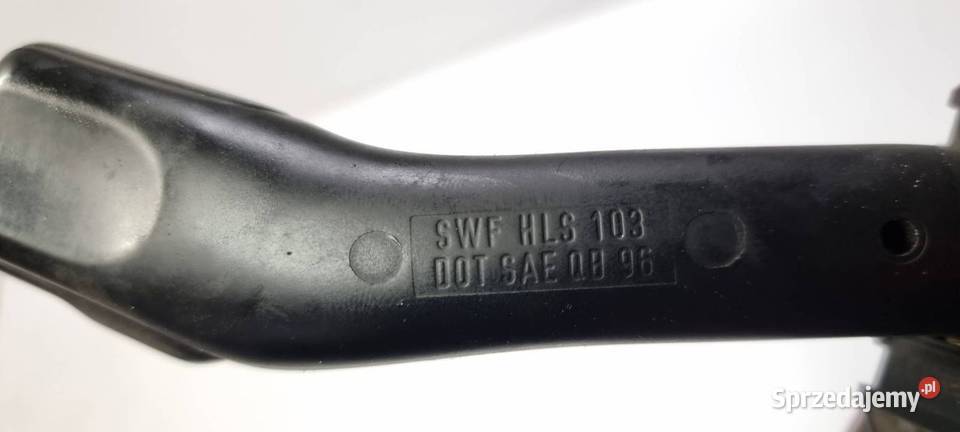 SWF HLS 103
DOT SAE QB 96
Sprzedajemy.pl